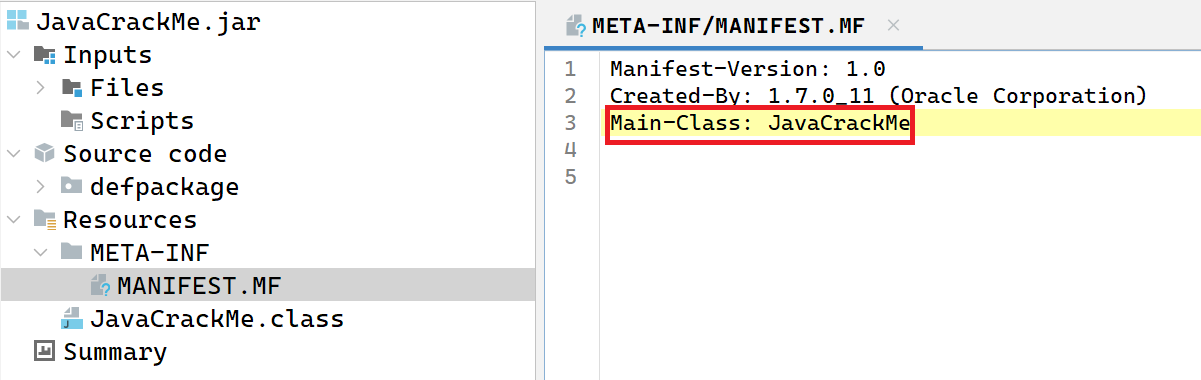 JavaCrackMe.jar
Inputs
Files
Scripts
Source code
defpackage
Resources
META-INF
MANIFEST.MF
JavaCrackMe.class
Summary
META-INF/MANIFEST.MF
1 Manifest-Version: 1.0
2 Created-By: 1.7.0_11 (Oracle Corporation)
3 Main-Class: JavaCrackMe
4
5